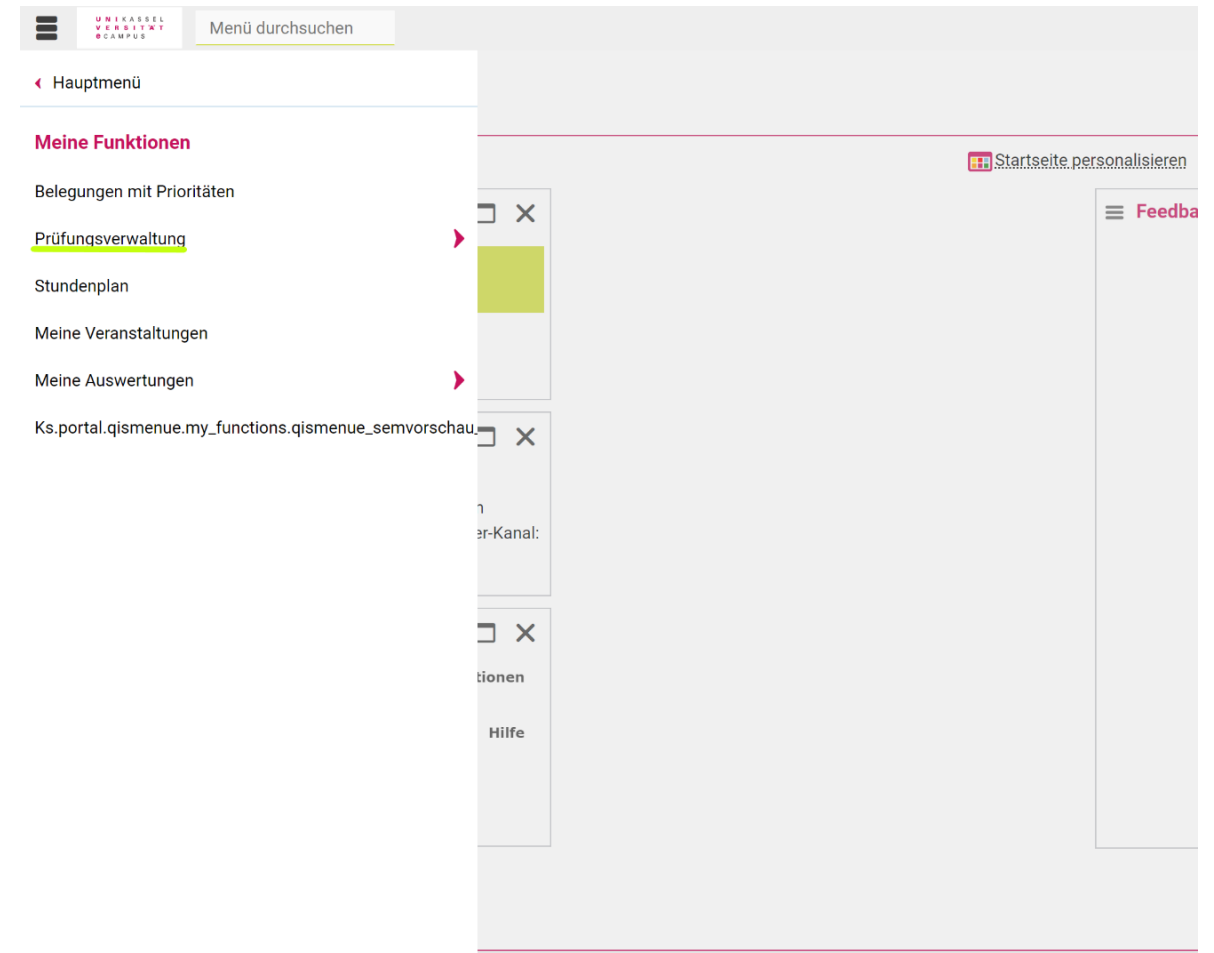 UNIKASSEL
VERSITÄT
eCAMPUS
Menü durchsuchen
Hauptmenü
Meine Funktionen
Startseite personalisieren
Belegungen mit Prioritäten
Feedba
Prüfungsverwaltung
Stundenplan
Meine Veranstaltungen
Meine Auswertungen
Ks.portal.qismenue.my_functions.qismenue_semvorschau_
n
er-Kanal:
tionen
Hilfe